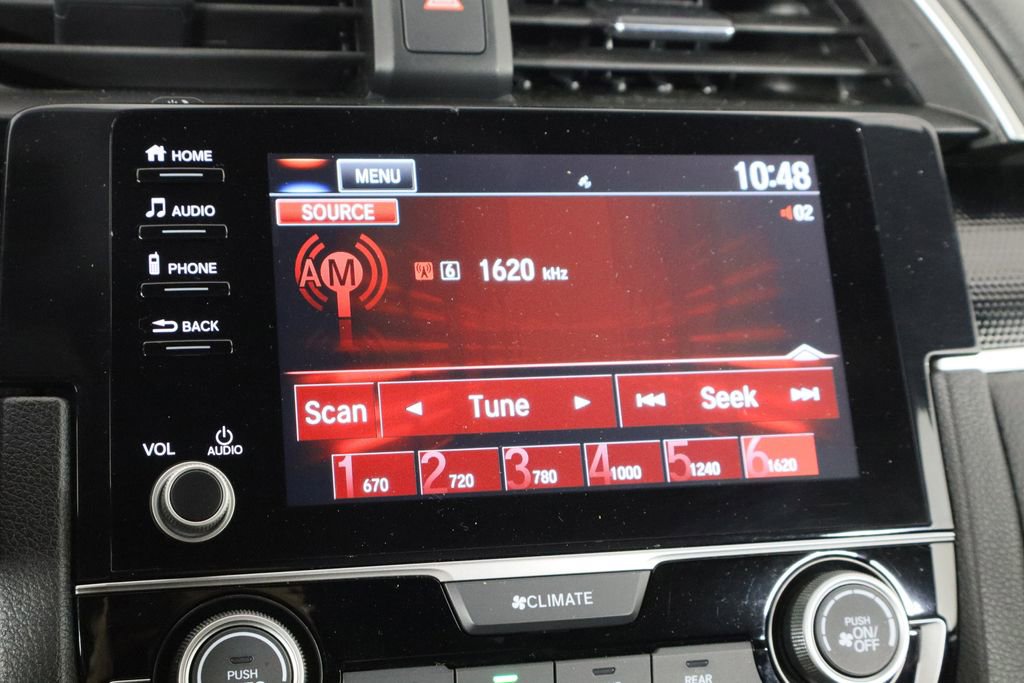 HOME
MENU
10:48
AUDIO
SOURCE
02
PHONE
AM
6
1620 kHz
BACK
Scan
Tune
Seek
VOL
AUDIO
1 670
2 720
3 780
4 1000
5 1240
6 1620
CLIMATE
PUSH
ON/
OFF
PUSH
REAR